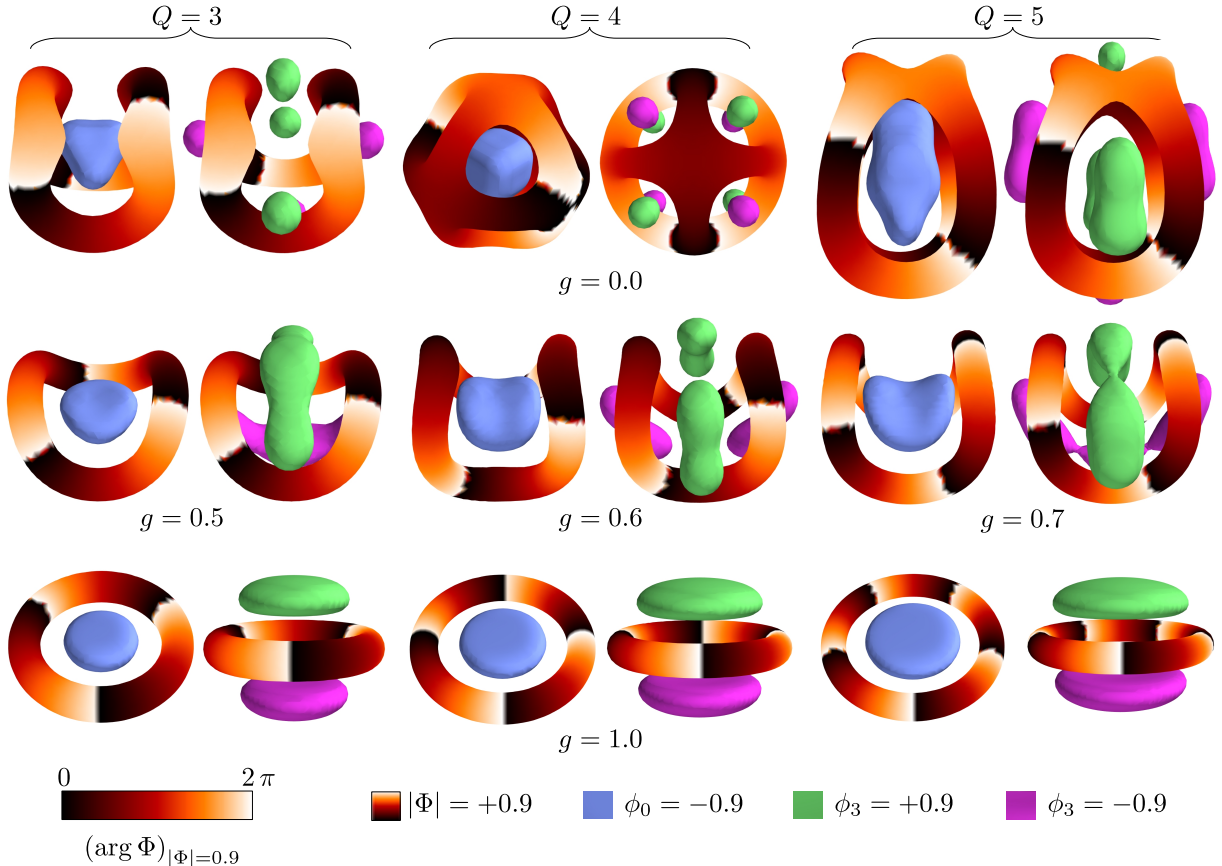 Q = 3 Q = 4 Q = 5
g = 0.0
g = 0.5 g = 0.6 g = 0.7
g = 1.0
0 2 π
|Φ| = +0.9 ϕ₀ = −0.9 ϕ₃ = +0.9 ϕ₃ = −0.9
(arg Φ)|Φ|=0.9